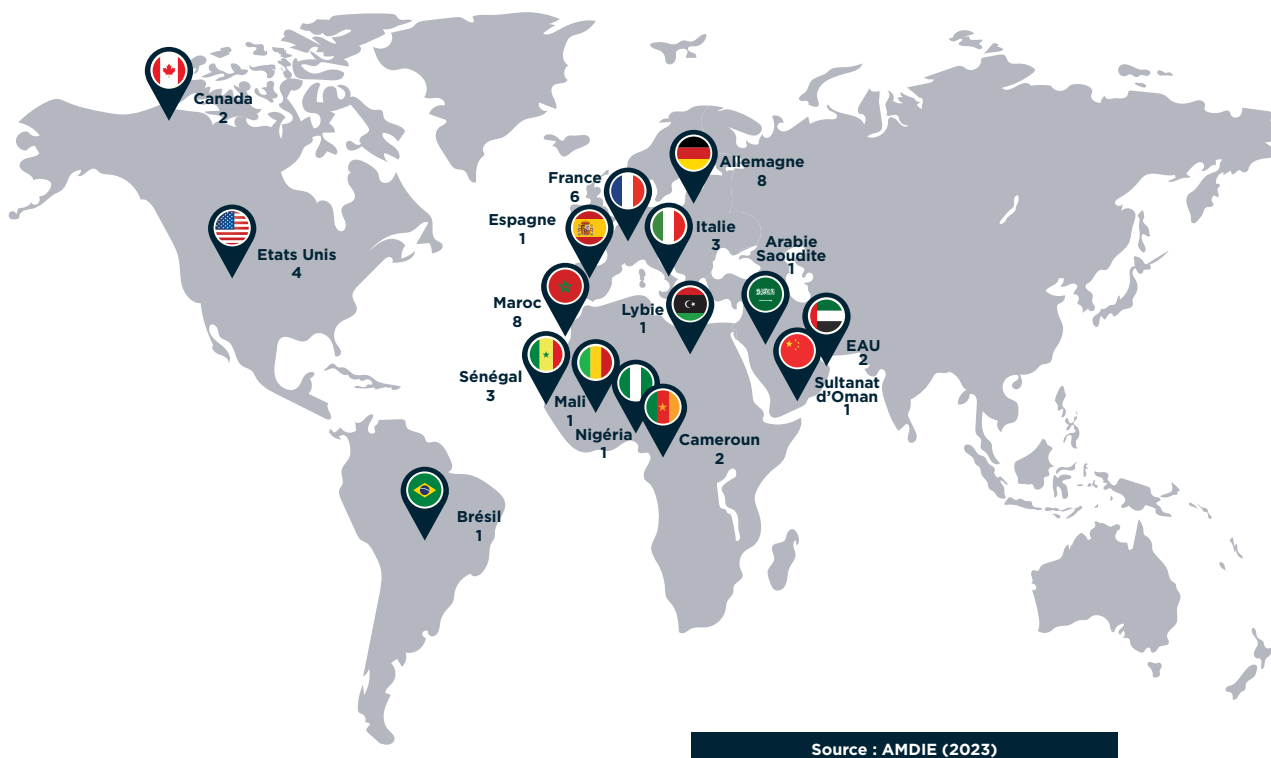 Canada
2
Etats Unis
4
Allemagne
8
France
6
Espagne
1
Italie
3
Arabie
Saoudite
1
Maroc
8
Lybie
1
EAU
2
Sultanat
d'Oman
1
Sénégal
3
Mali
1
Nigéria
1
Cameroun
2
Brésil
1
Source : AMDIE (2023)